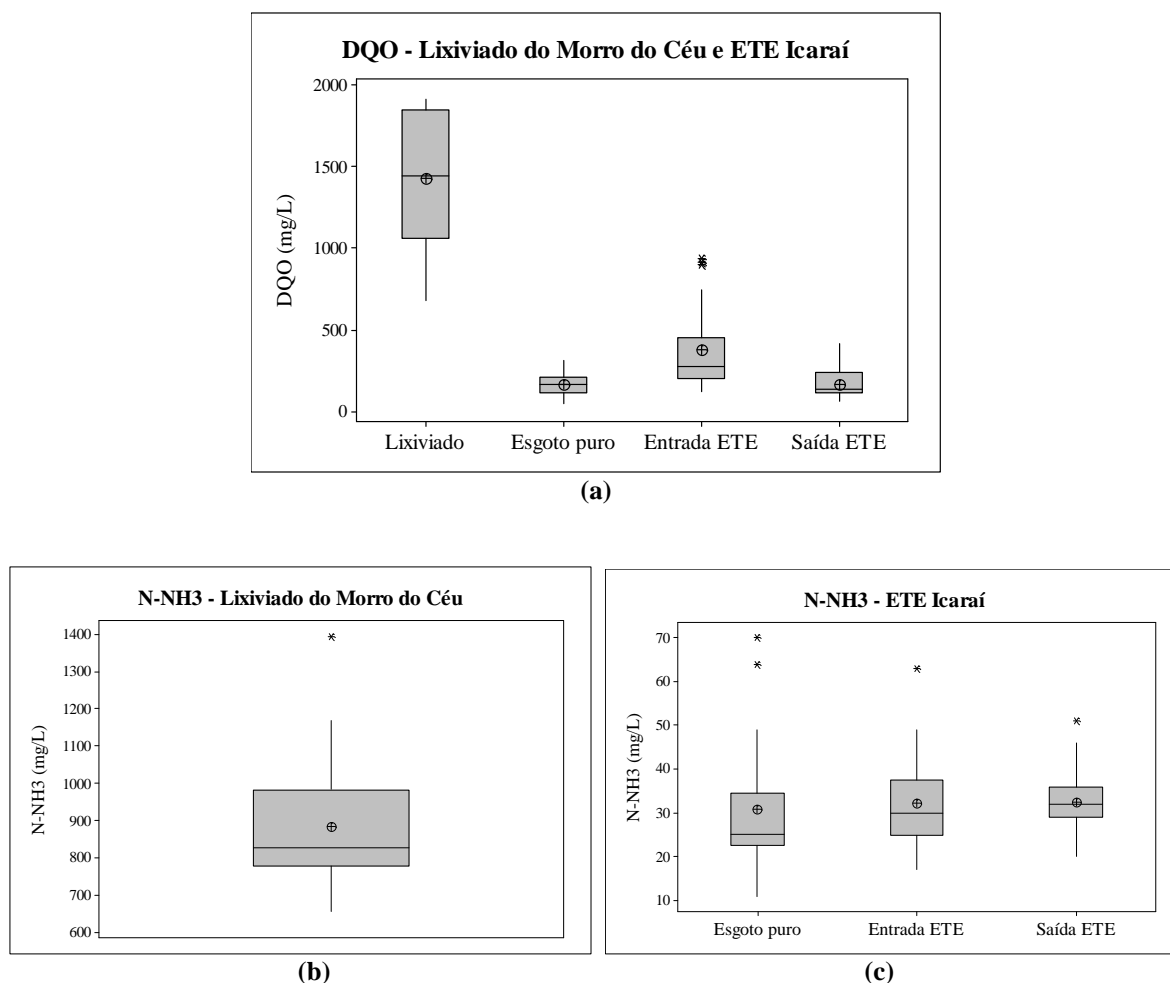 DQO - Lixiviado do Morro do Céu e ETE Icaraí
DQO (mg/L)
2000
1500
1000
500
0
Lixiviado Esgoto puro Entrada ETE Saída ETE
(a)
N-NH3 - Lixiviado do Morro do Céu
N-NH3 (mg/L)
1400
1300
1200
1100
1000
900
800
700
600
(b)
N-NH3 - ETE Icaraí
N-NH3 (mg/L)
70
60
50
40
30
20
10
Esgoto puro Entrada ETE Saída ETE
(c)